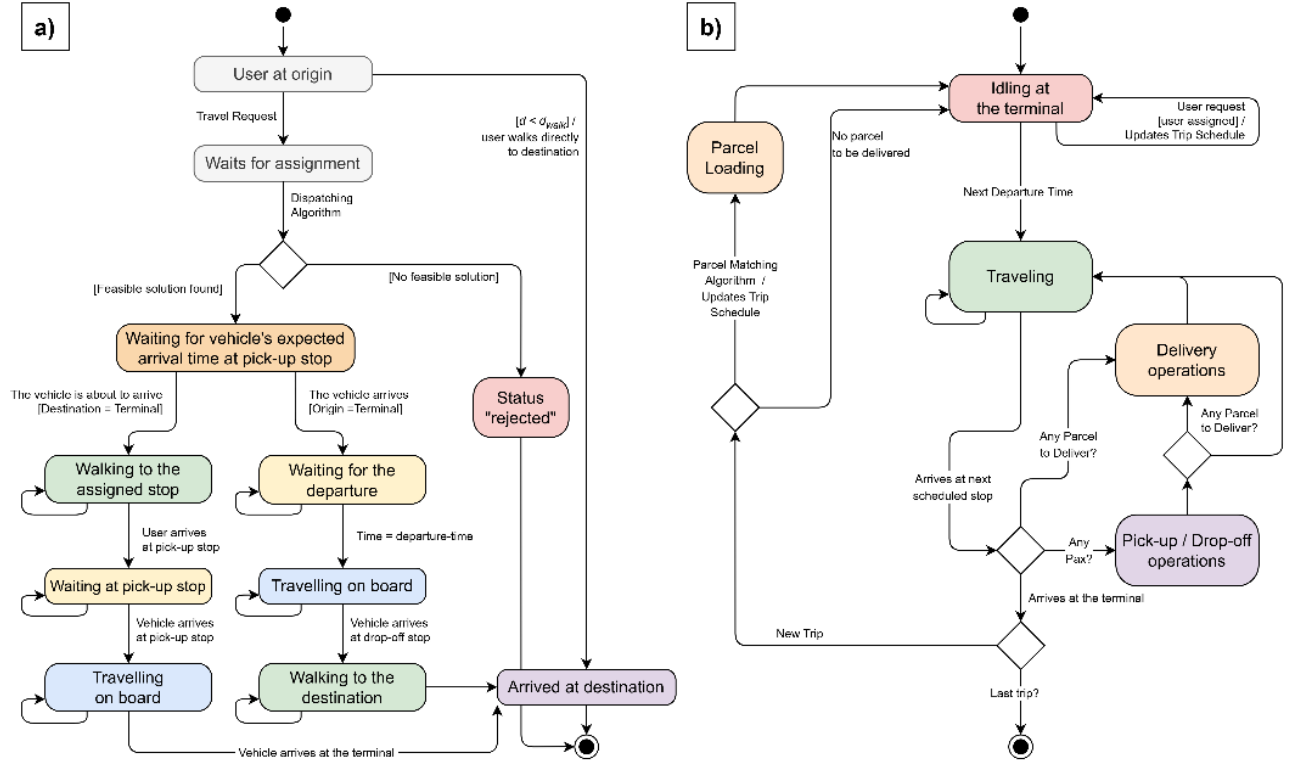 a)
User at origin
Travel Request
[d < dwalk] /
user walks directly
to destination
Waits for assignment
Dispatching
Algorithm
[Feasible solution found]
[No feasible solution]
Waiting for vehicle's expected
arrival time at pick-up stop
The vehicle is about to arrive
[Destination = Terminal]
The vehicle arrives
[Origin =Terminal]
Status
"rejected"
Walking to the
assigned stop
Waiting for the
departure
User arrives
at pick-up stop
Time = departure-time
Waiting at pick-up stop
Travelling on board
Vehicle arrives
at pick-up stop
Vehicle arrives
at drop-off stop
Travelling
on board
Walking to the
destination
Arrived at destination
Vehicle arrives at the terminal
b)
Idling at
the terminal
User request
[user assigned] /
Updates Trip Schedule
Parcel
Loading
No parcel
to be delivered
Next Departure Time
Parcel Matching
Algorithm /
Updates Trip
Schedule
Traveling
Delivery
operations
Any Parcel
to Deliver?
Any Parcel
to Deliver?
Arrives at next
scheduled stop
Any
Pax?
Pick-up / Drop-off
operations
Arrives at the terminal
New Trip
Last trip?